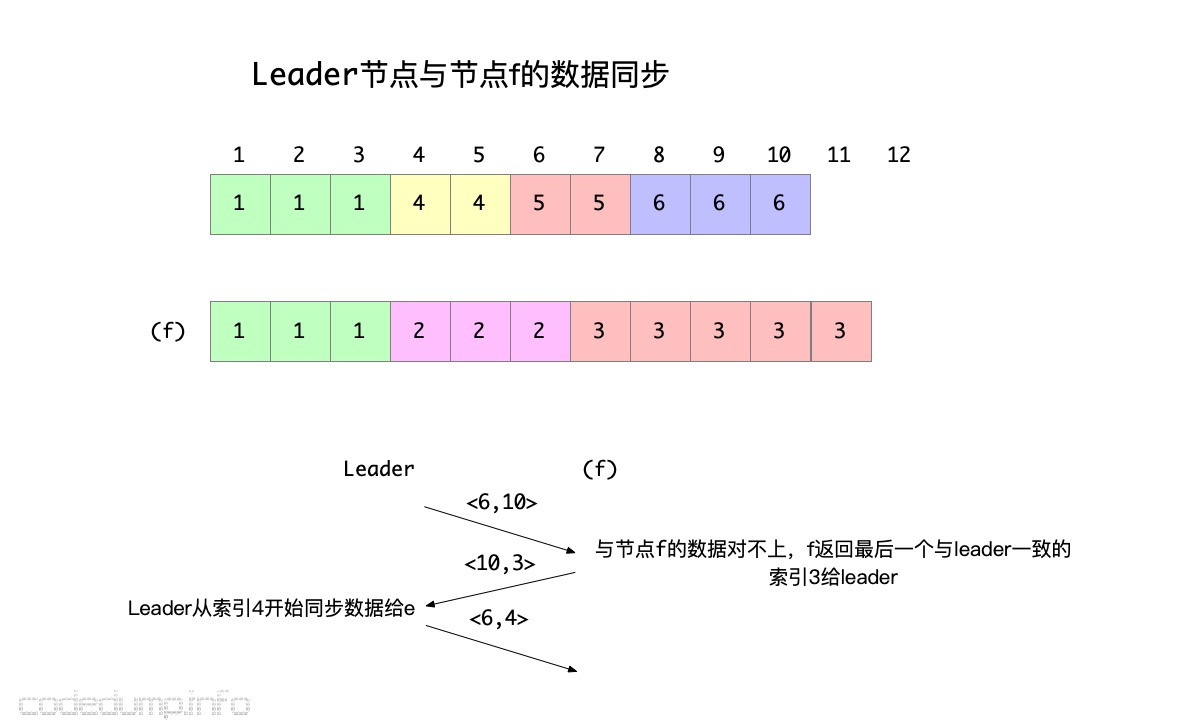 Leader节点与节点f的数据同步
1 2 3 4 5 6 7 8 9 10 11 12
1 1 1 4 4 5 5 6 6 6
(f) 1 1 1 2 2 2 3 3 3 3 3
Leader (f)
<6,10>
与节点f的数据对不上，f返回最后一个与leader一致的
索引3给leader
<10,3>
Leader从索引4开始同步数据给e
<6,4>
codedump.info